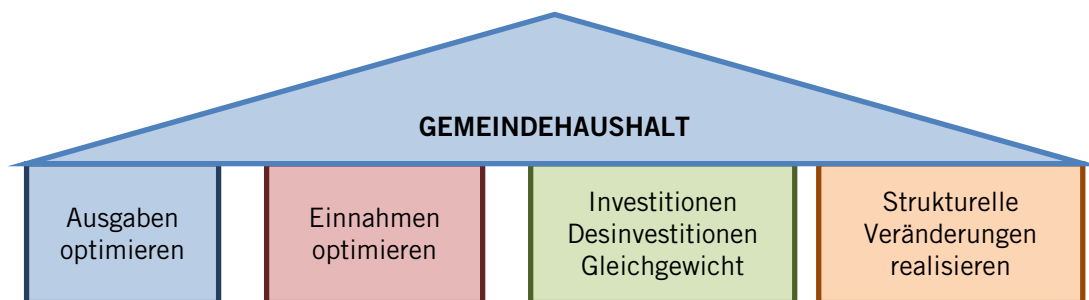 GEMEINDEHAUSHALT
Ausgaben
optimieren
Einnahmen
optimieren
Investitionen
Desinvestitionen
Gleichgewicht
Strukturelle
Veränderungen
realisieren